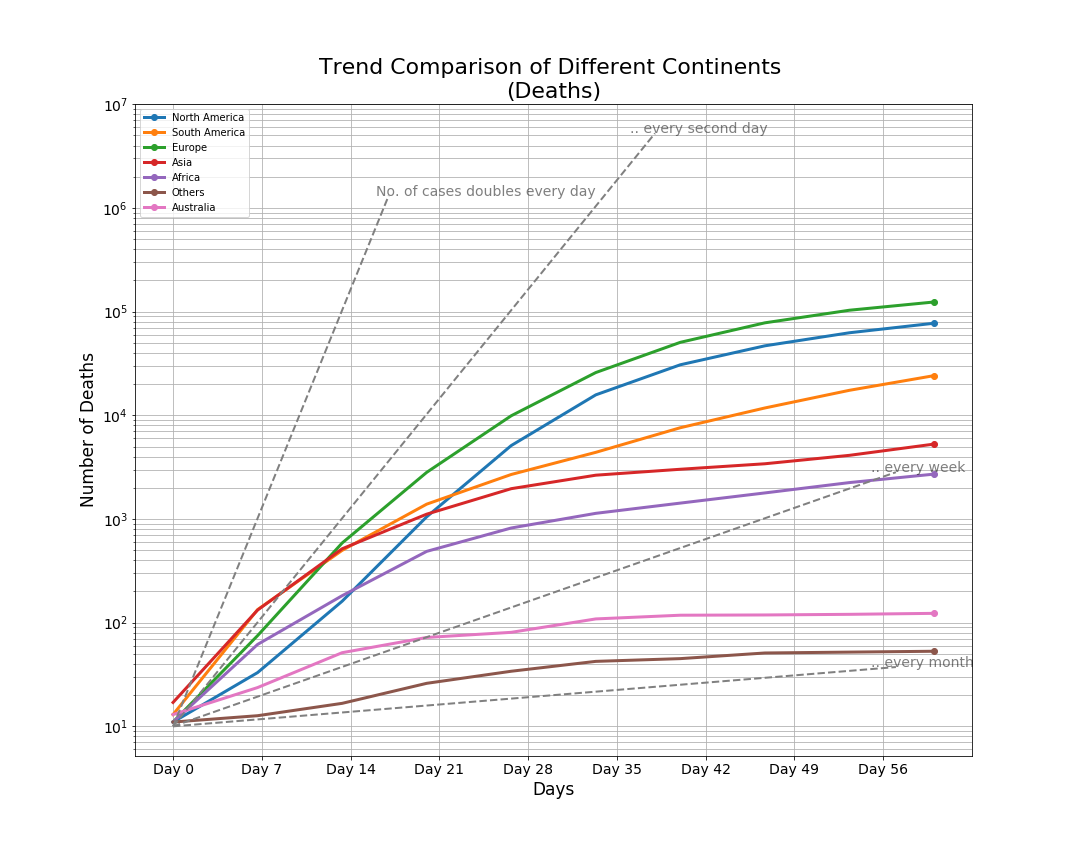 Trend Comparison of Different Continents
(Deaths)
North America
South America
Europe
Asia
Africa
Others
Australia
No. of cases doubles every day
.. every second day
.. every week
.. every month
Number of Deaths
10^7
10^6
10^5
10^4
10^3
10^2
10^1
Day 0 Day 7 Day 14 Day 21 Day 28 Day 35 Day 42 Day 49 Day 56
Days